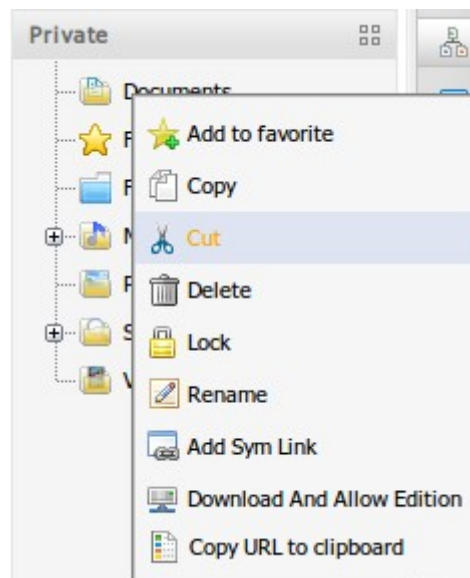 Private
Documents
Add to favorite
Copy
Cut
Delete
Lock
Rename
Add Sym Link
Download And Allow Edition
Copy URL to clipboard